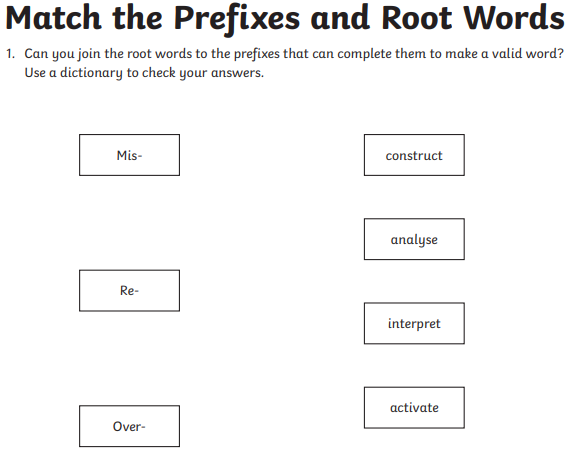 Match the Prefixes and Root Words
1. Can you join the root words to the prefixes that can complete them to make a valid word?
Use a dictionary to check your answers.
Mis-
construct
analyse
Re-
interpret
activate
Over-